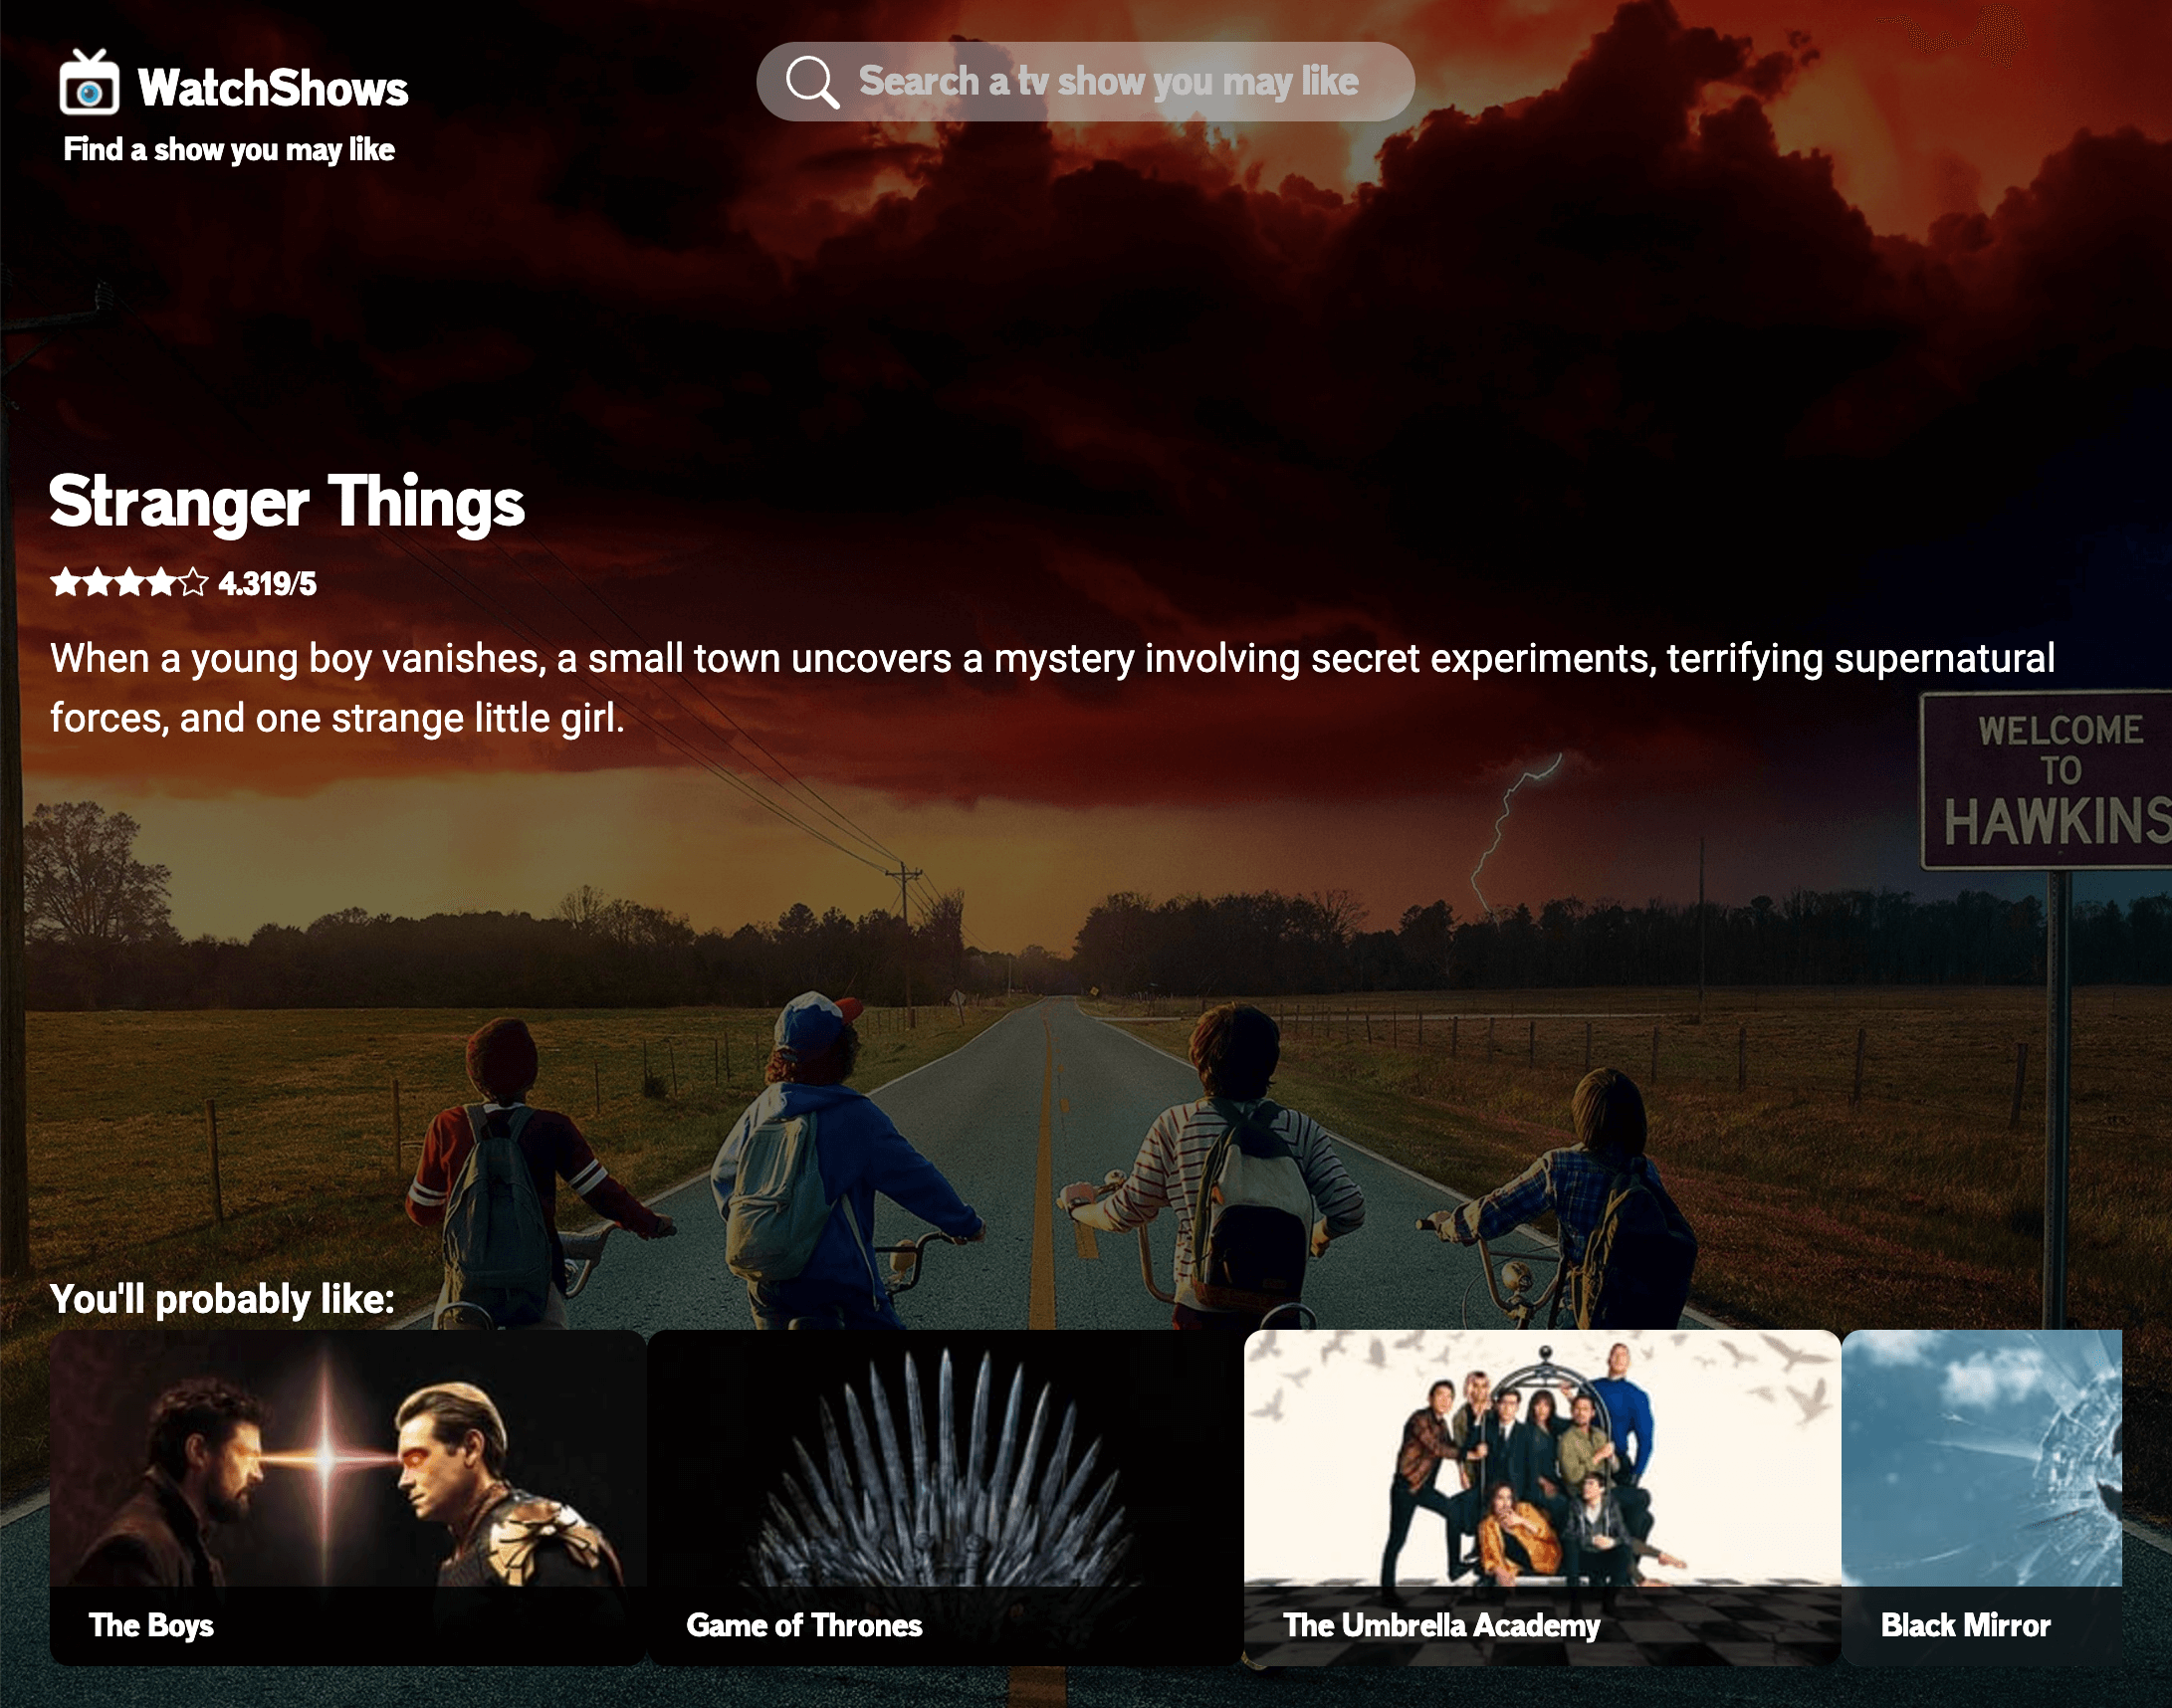 WatchShows
Find a show you may like
Search a tv show you may like
Stranger Things
4.319/5
When a young boy vanishes, a small town uncovers a mystery involving secret experiments, terrifying supernatural
forces, and one strange little girl.
WELCOME
TO
HAWKINS
You'll probably like:
The Boys
Game of Thrones
The Umbrella Academy
Black Mirror